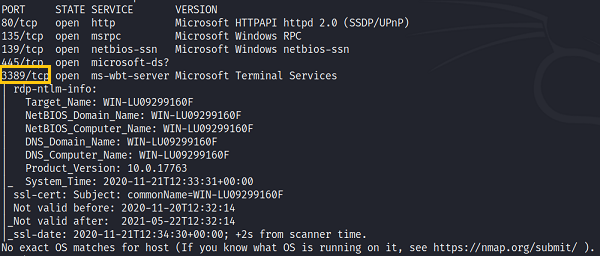 PORT STATE SERVICE VERSION
80/tcp open http Microsoft HTTPAPI httpd 2.0 (SSDP/UPnP)
135/tcp open msrpc Microsoft Windows RPC
139/tcp open netbios-ssn Microsoft Windows netbios-ssn
445/tcp open microsoft-ds?
3389/tcp open ms-wbt-server Microsoft Terminal Services
| rdp-ntlm-info:
| Target_Name: WIN-LU09299160F
| NetBIOS_Domain_Name: WIN-LU09299160F
| NetBIOS_Computer_Name: WIN-LU09299160F
| DNS_Domain_Name: WIN-LU09299160F
| DNS_Computer_Name: WIN-LU09299160F
| Product_Version: 10.0.17763
|_ System_Time: 2020-11-21T12:33:31+00:00
| ssl-cert: Subject: commonName=WIN-LU09299160F
| Not valid before: 2020-11-20T12:32:14
|_Not valid after: 2021-05-22T12:32:14
|_ssl-date: 2020-11-21T12:34:30+00:00; +2s from scanner time.
No exact OS matches for host (If you know what OS is running on it, see https://nmap.org/submit/ ).